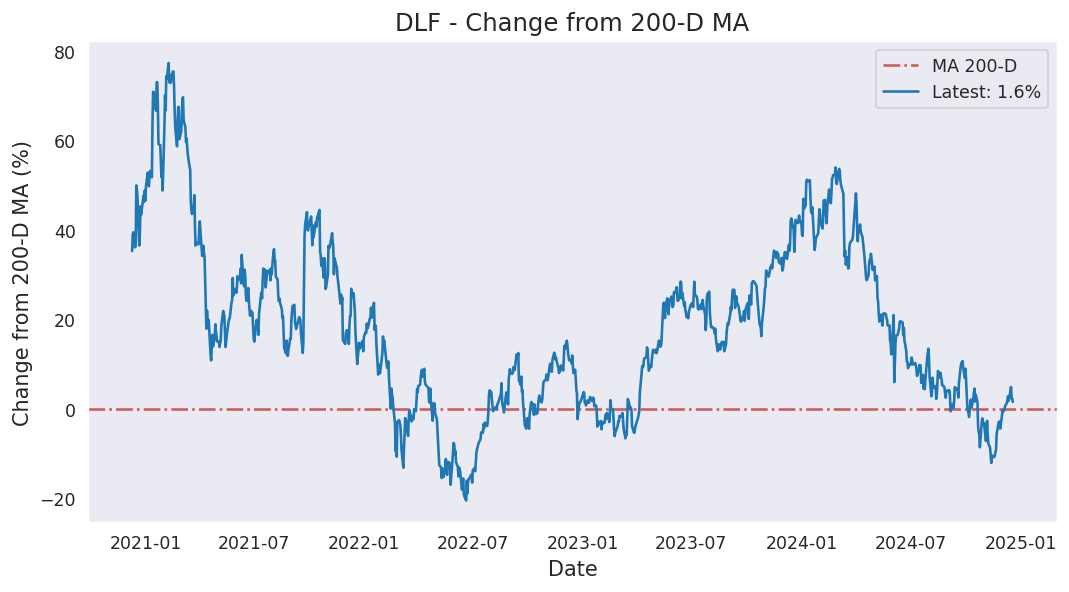 DLF - Change from 200-D MA
80
60
40
20
0
−20
Change from 200-D MA (%)
MA 200-D
Latest: 1.6%
2021-01 2021-07 2022-01 2022-07 2023-01 2023-07 2024-01 2024-07 2025-01
Date